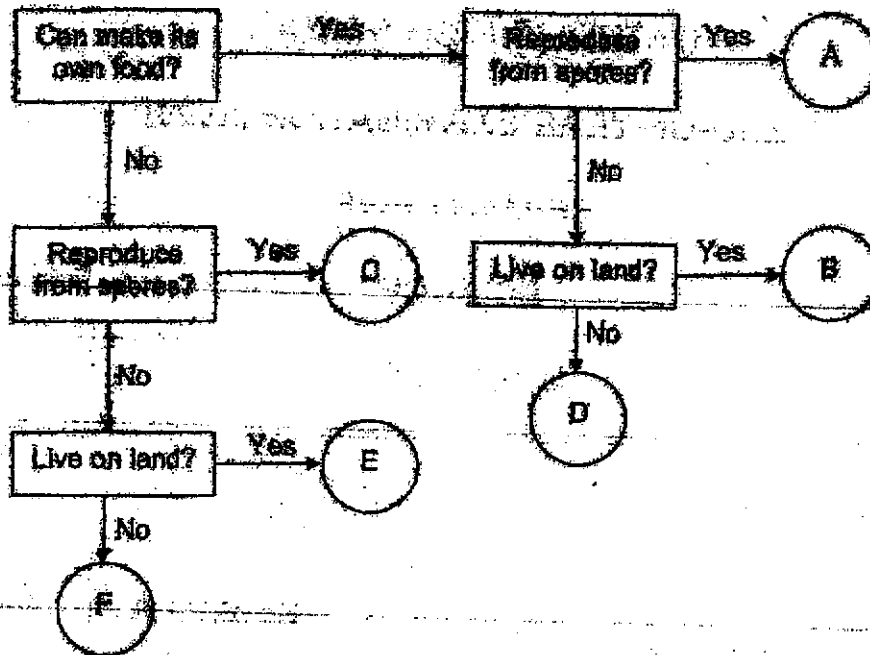 Can make its
own food?
Yes
Reproduce
from spores?
Yes
A
No
No
Reproduce
from spores?
Yes
C
Live on land?
Yes
B
No
No
D
Live on land?
Yes
E
No
F